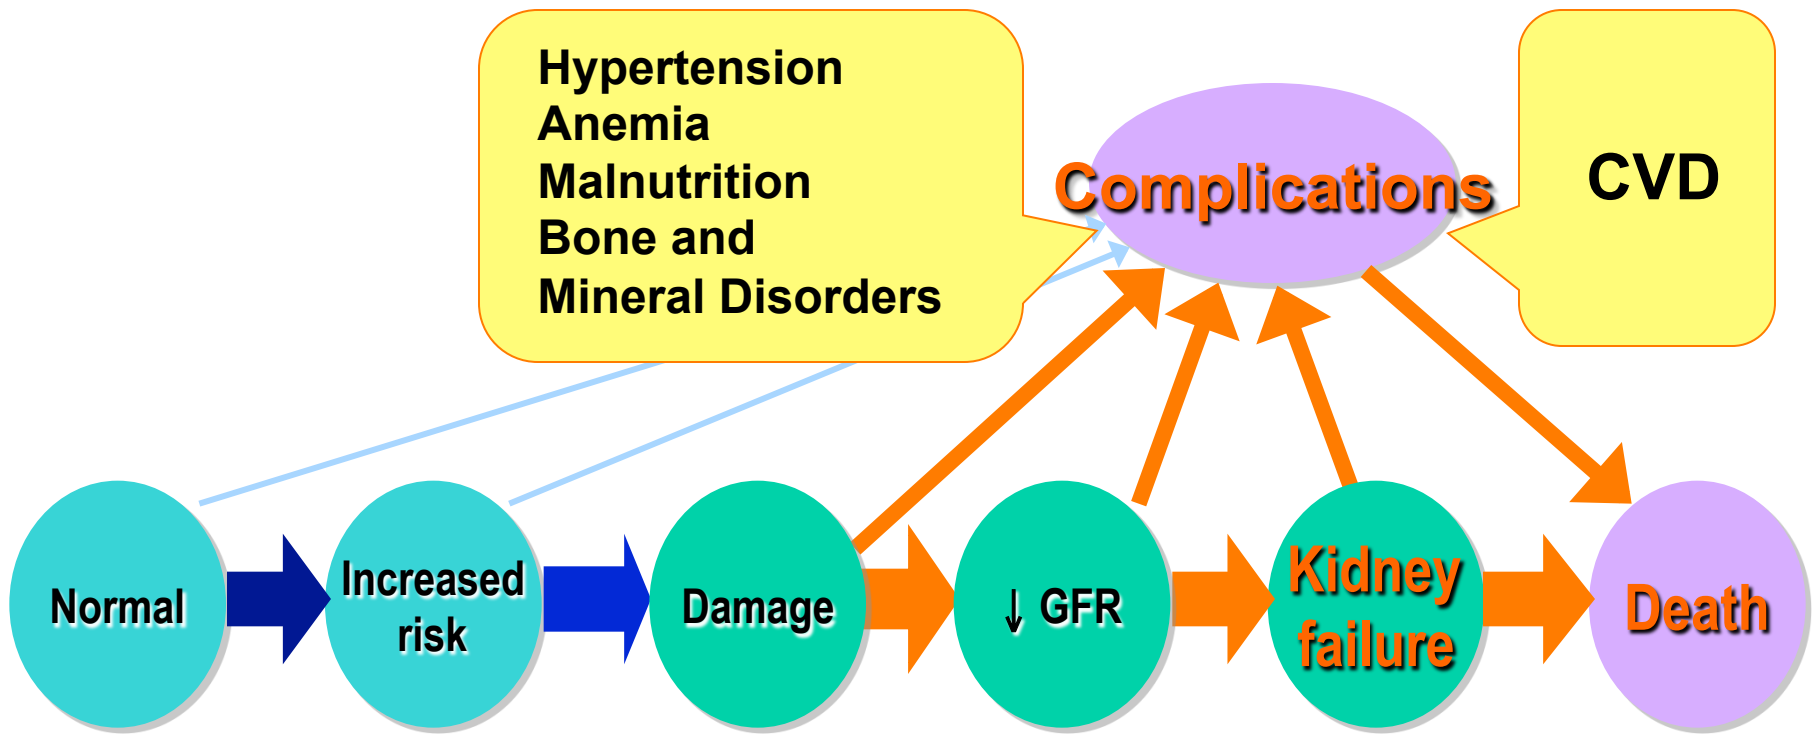 Hypertension
Anemia
Malnutrition
Bone and
Mineral Disorders
Complications
CVD
Normal
Increased
risk
Damage
↓ GFR
Kidney
failure
Death